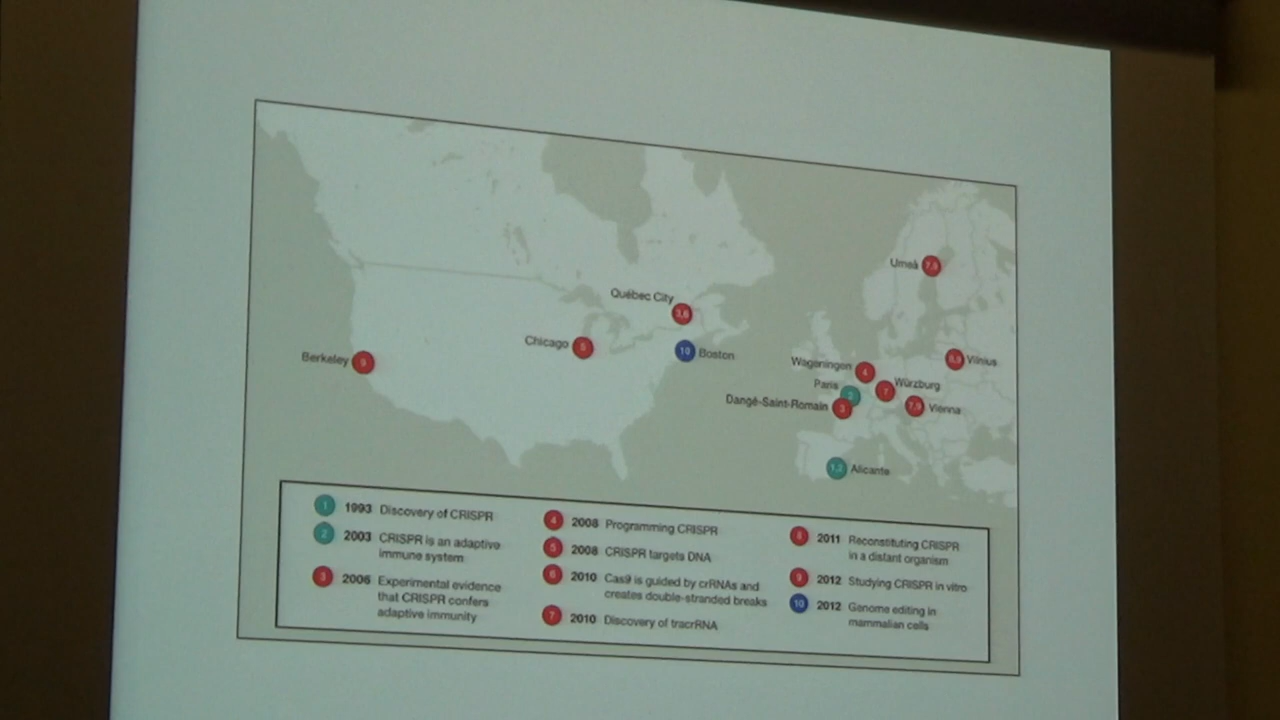 Umeå 7,9
Québec City
3,6
Chicago 5
10 Boston
Berkeley 9
Wageningen 4
8,9 Vilnius
Paris 2
7 Würzburg
Dangé-Saint-Romain 3
7,9 Vienna
1,2 Alicante
1 1993 Discovery of CRISPR
2 2003 CRISPR is an adaptive
immune system
3 2006 Experimental evidence
that CRISPR confers
adaptive immunity
4 2008 Programming CRISPR
5 2008 CRISPR targets DNA
6 2010 Cas9 is guided by crRNAs and
creates double-stranded breaks
7 2010 Discovery of tracrRNA
8 2011 Reconstituting CRISPR
in a distant organism
9 2012 Studying CRISPR in vitro
10 2012 Genome editing in
mammalian cells